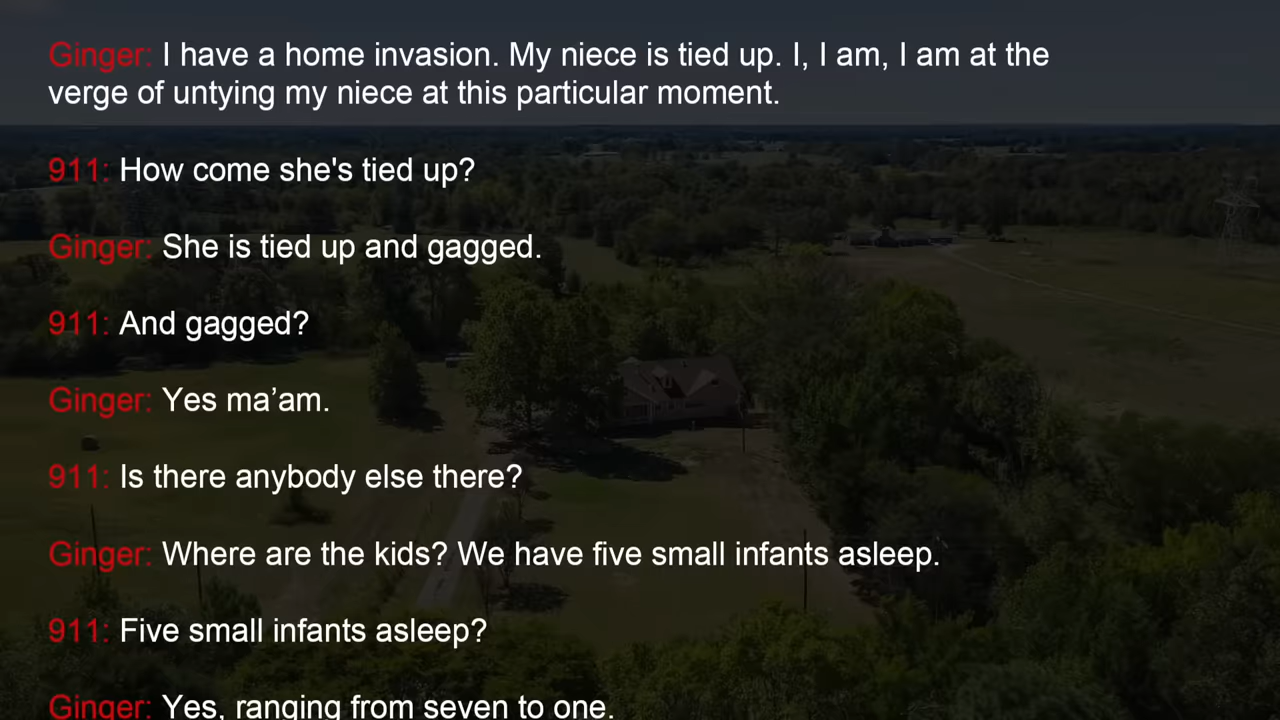 Ginger: I have a home invasion. My niece is tied up. I, I am, I am at the
verge of untying my niece at this particular moment.
911: How come she's tied up?
Ginger: She is tied up and gagged.
911: And gagged?
Ginger: Yes ma’am.
911: Is there anybody else there?
Ginger: Where are the kids? We have five small infants asleep.
911: Five small infants asleep?
Ginger: Yes, ranging from seven to one.